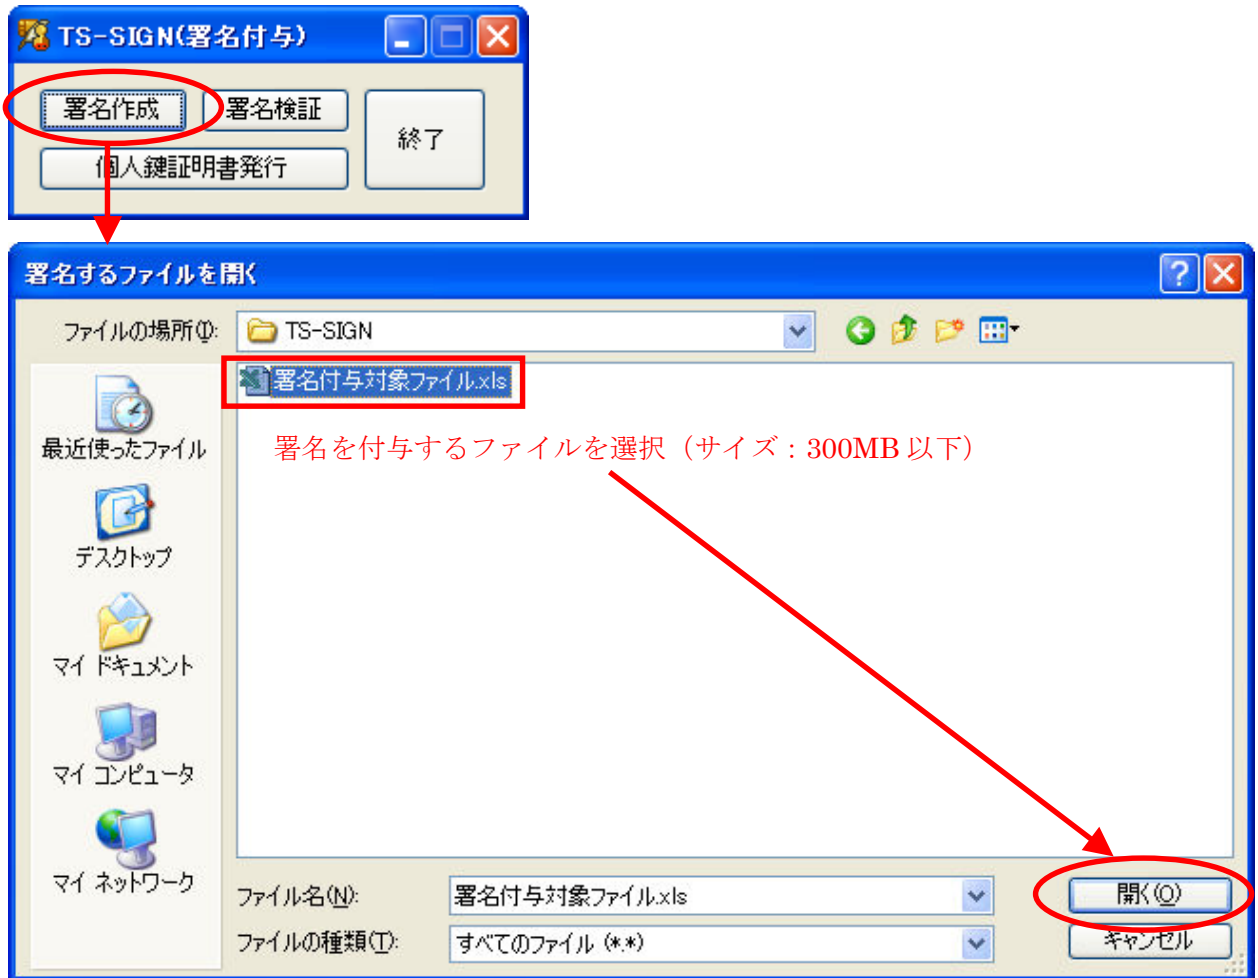 TS-SIGN(署名付与)
署名作成
署名検証
終了
個人鍵証明書発行
署名するファイルを開く
ファイルの場所(I):
TS-SIGN
署名付与対象ファイル.xls
署名を付与するファイルを選択（サイズ：300MB 以下）
最近使ったファイル
デスクトップ
マイ ドキュメント
マイ コンピュータ
マイ ネットワーク
ファイル名(N):
署名付与対象ファイル.xls
開く(O)
ファイルの種類(T):
すべてのファイル (*.*)
キャンセル